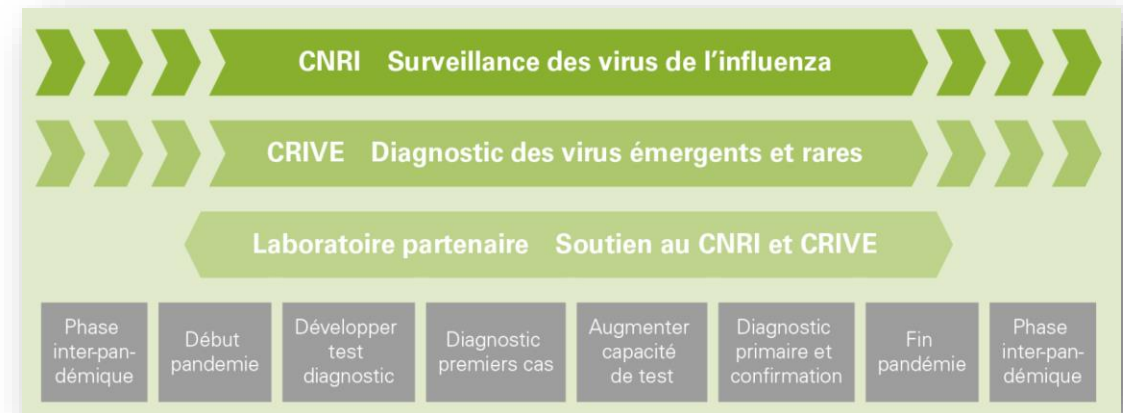 CNRI Surveillance des virus de l'influenza
CRIVE Diagnostic des virus émergents et rares
Laboratoire partenaire Soutien au CNRI et CRIVE
Phase
inter-pan-
démique
Début
pandemie
Développer
test
diagnostic
Diagnostic
premiers cas
Augmenter
capacité
de test
Diagnostic
primaire et
confirmation
Fin
pandémie
Phase
inter-pan-
démique